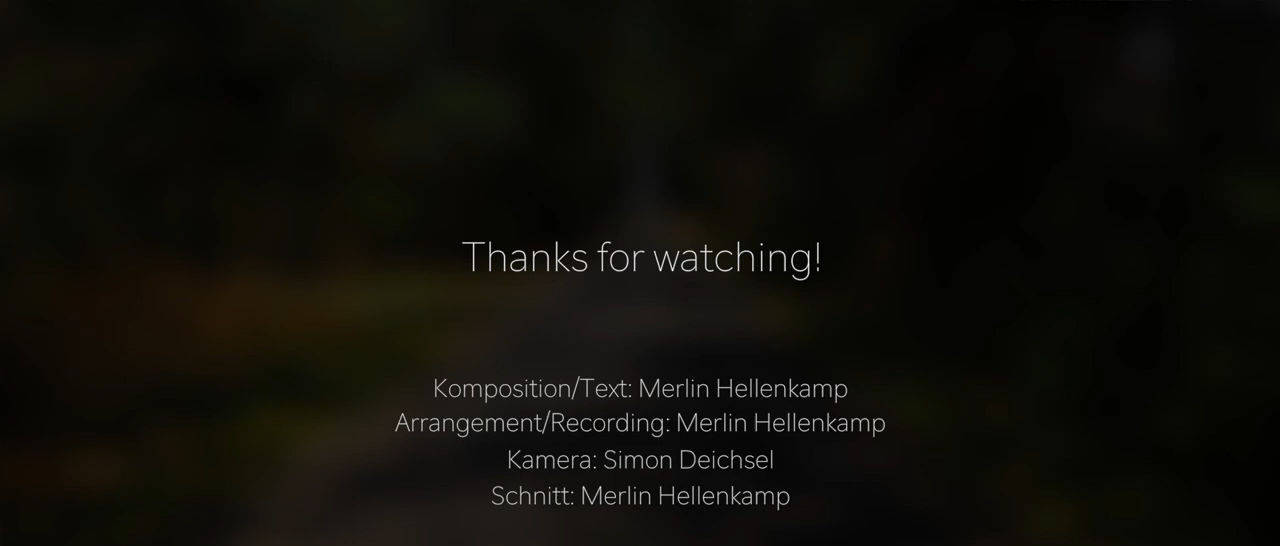 Thanks for watching!
Komposition/Text: Merlin Hellenkamp
Arrangement/Recording: Merlin Hellenkamp
Kamera: Simon Deichsel
Schnitt: Merlin Hellenkamp